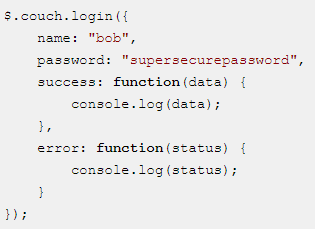 $.couch.login({
    name: "bob",
    password: "supersecurepassword",
    success: function(data) {
        console.log(data);
    },
    error: function(status) {
        console.log(status);
    }
});